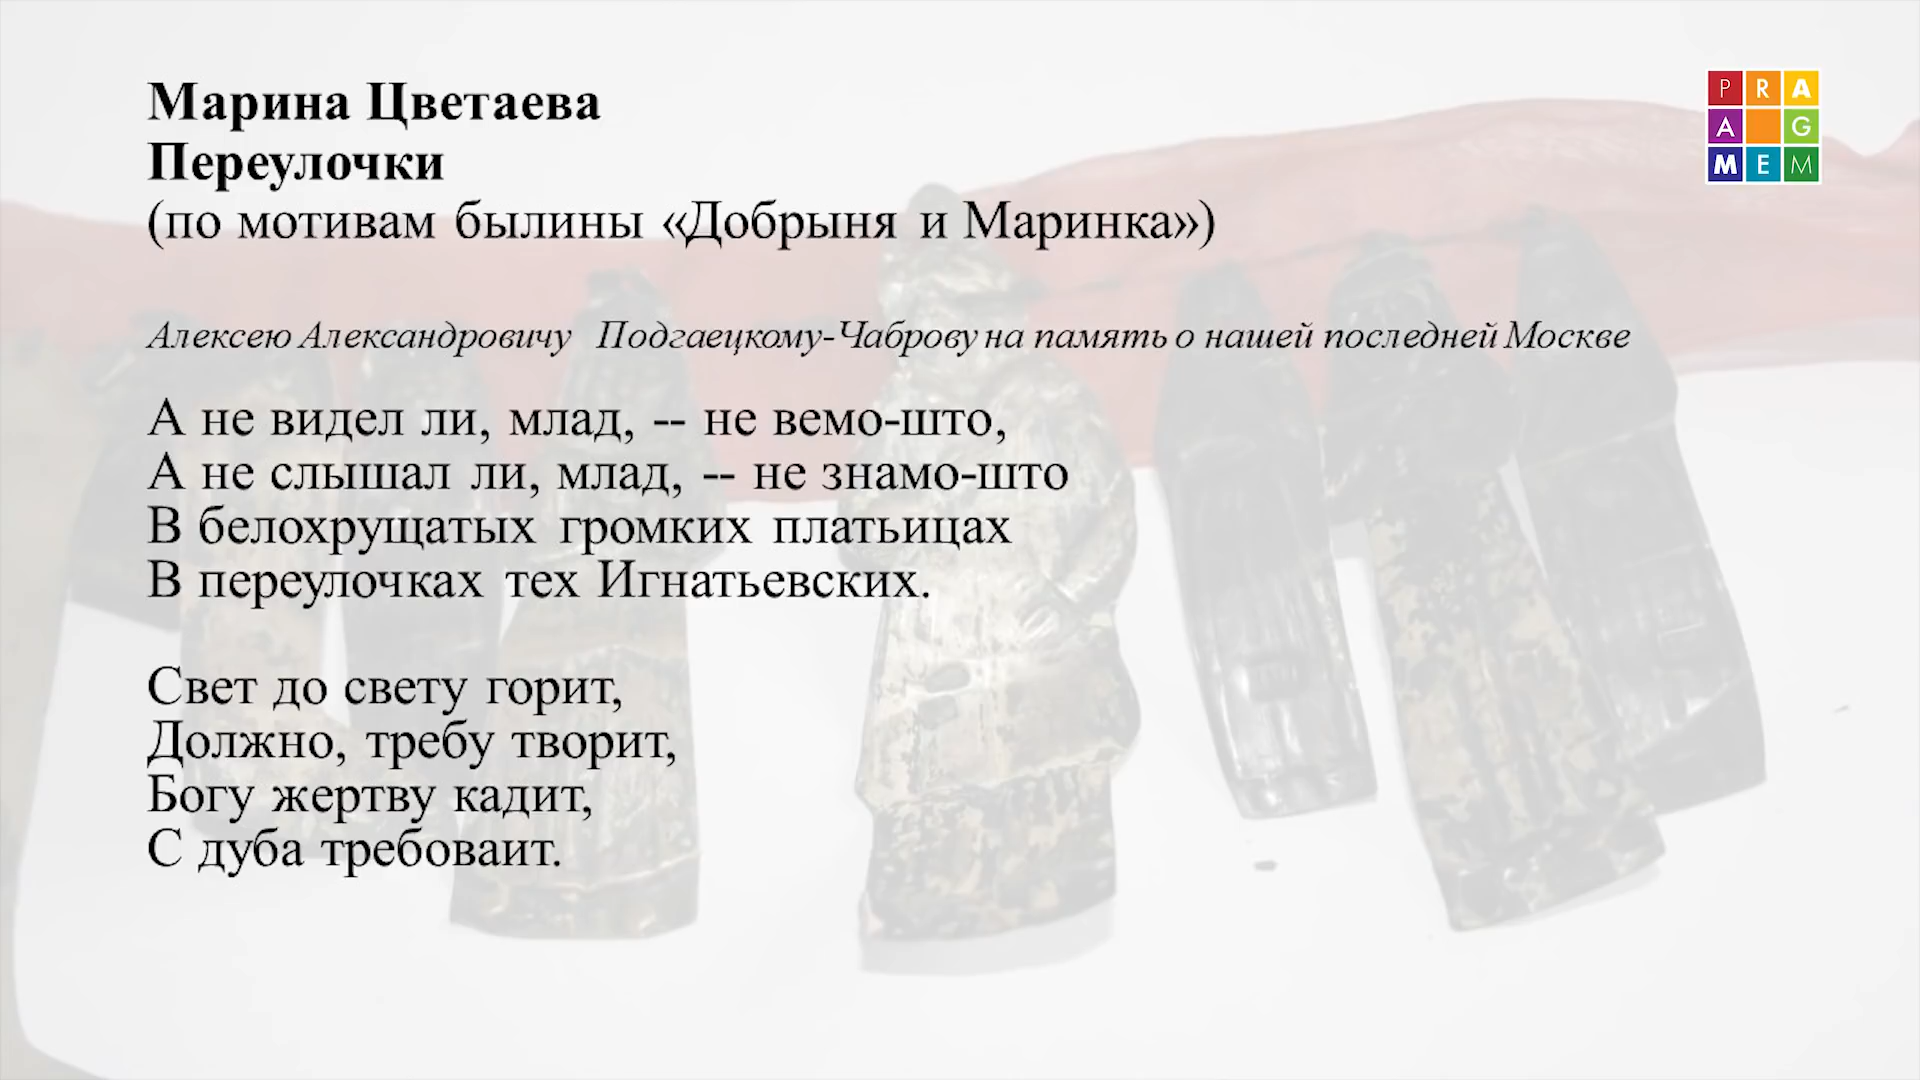 Марина Цветаева
Переулочки
(по мотивам былины «Добрыня и Маринка»)
Алексею Александровичу Подгаецкому-Чаброву на память о нашей последней Москве
А не видел ли, млад, -- не вемо-што,
А не слышал ли, млад, -- не знамо-што
В белохрущатых громких платьицах
В переулочках тех Игнатьевских.
Свет до свету горит,
Должно, требу творит,
Богу жертву кадит,
С дуба требоваит.
PRA
A G
MEM